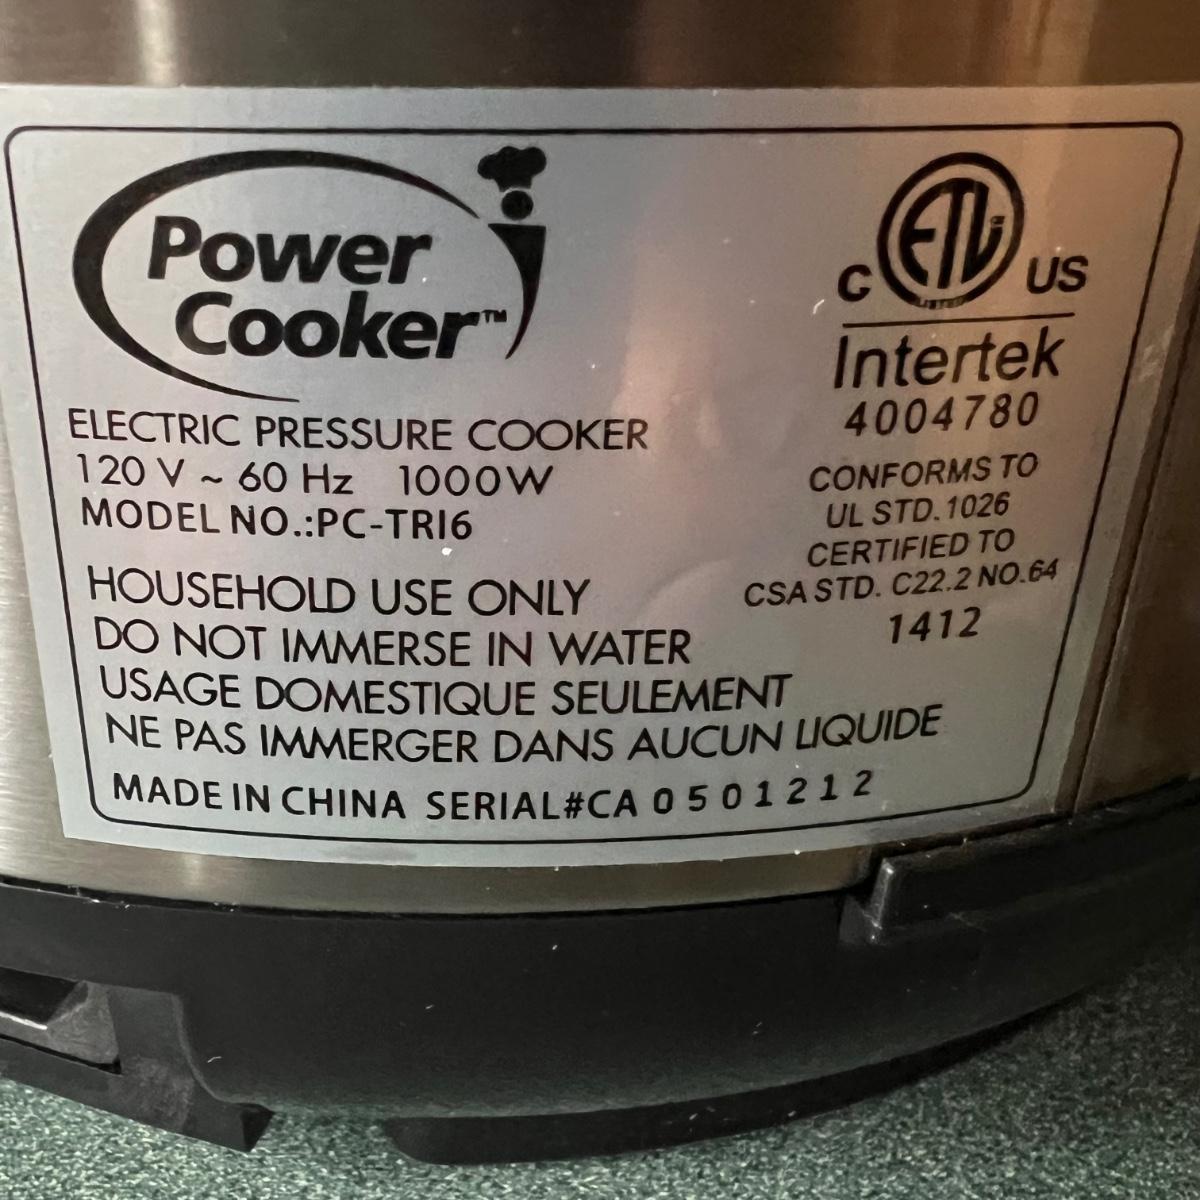 Power
Cooker™
ELECTRIC PRESSURE COOKER
120 V ~ 60 Hz 1000W
MODEL NO.:PC-TRI6
HOUSEHOLD USE ONLY
DO NOT IMMERSE IN WATER
USAGE DOMESTIQUE SEULEMENT
NE PAS IMMERGER DANS AUCUN LIQUIDE
MADE IN CHINA SERIAL#CA 0501212
C ETL US
LISTED
Intertek
4004780
CONFORMS TO
UL STD. 1026
CERTIFIED TO
CSA STD. C22.2 NO.64
1412